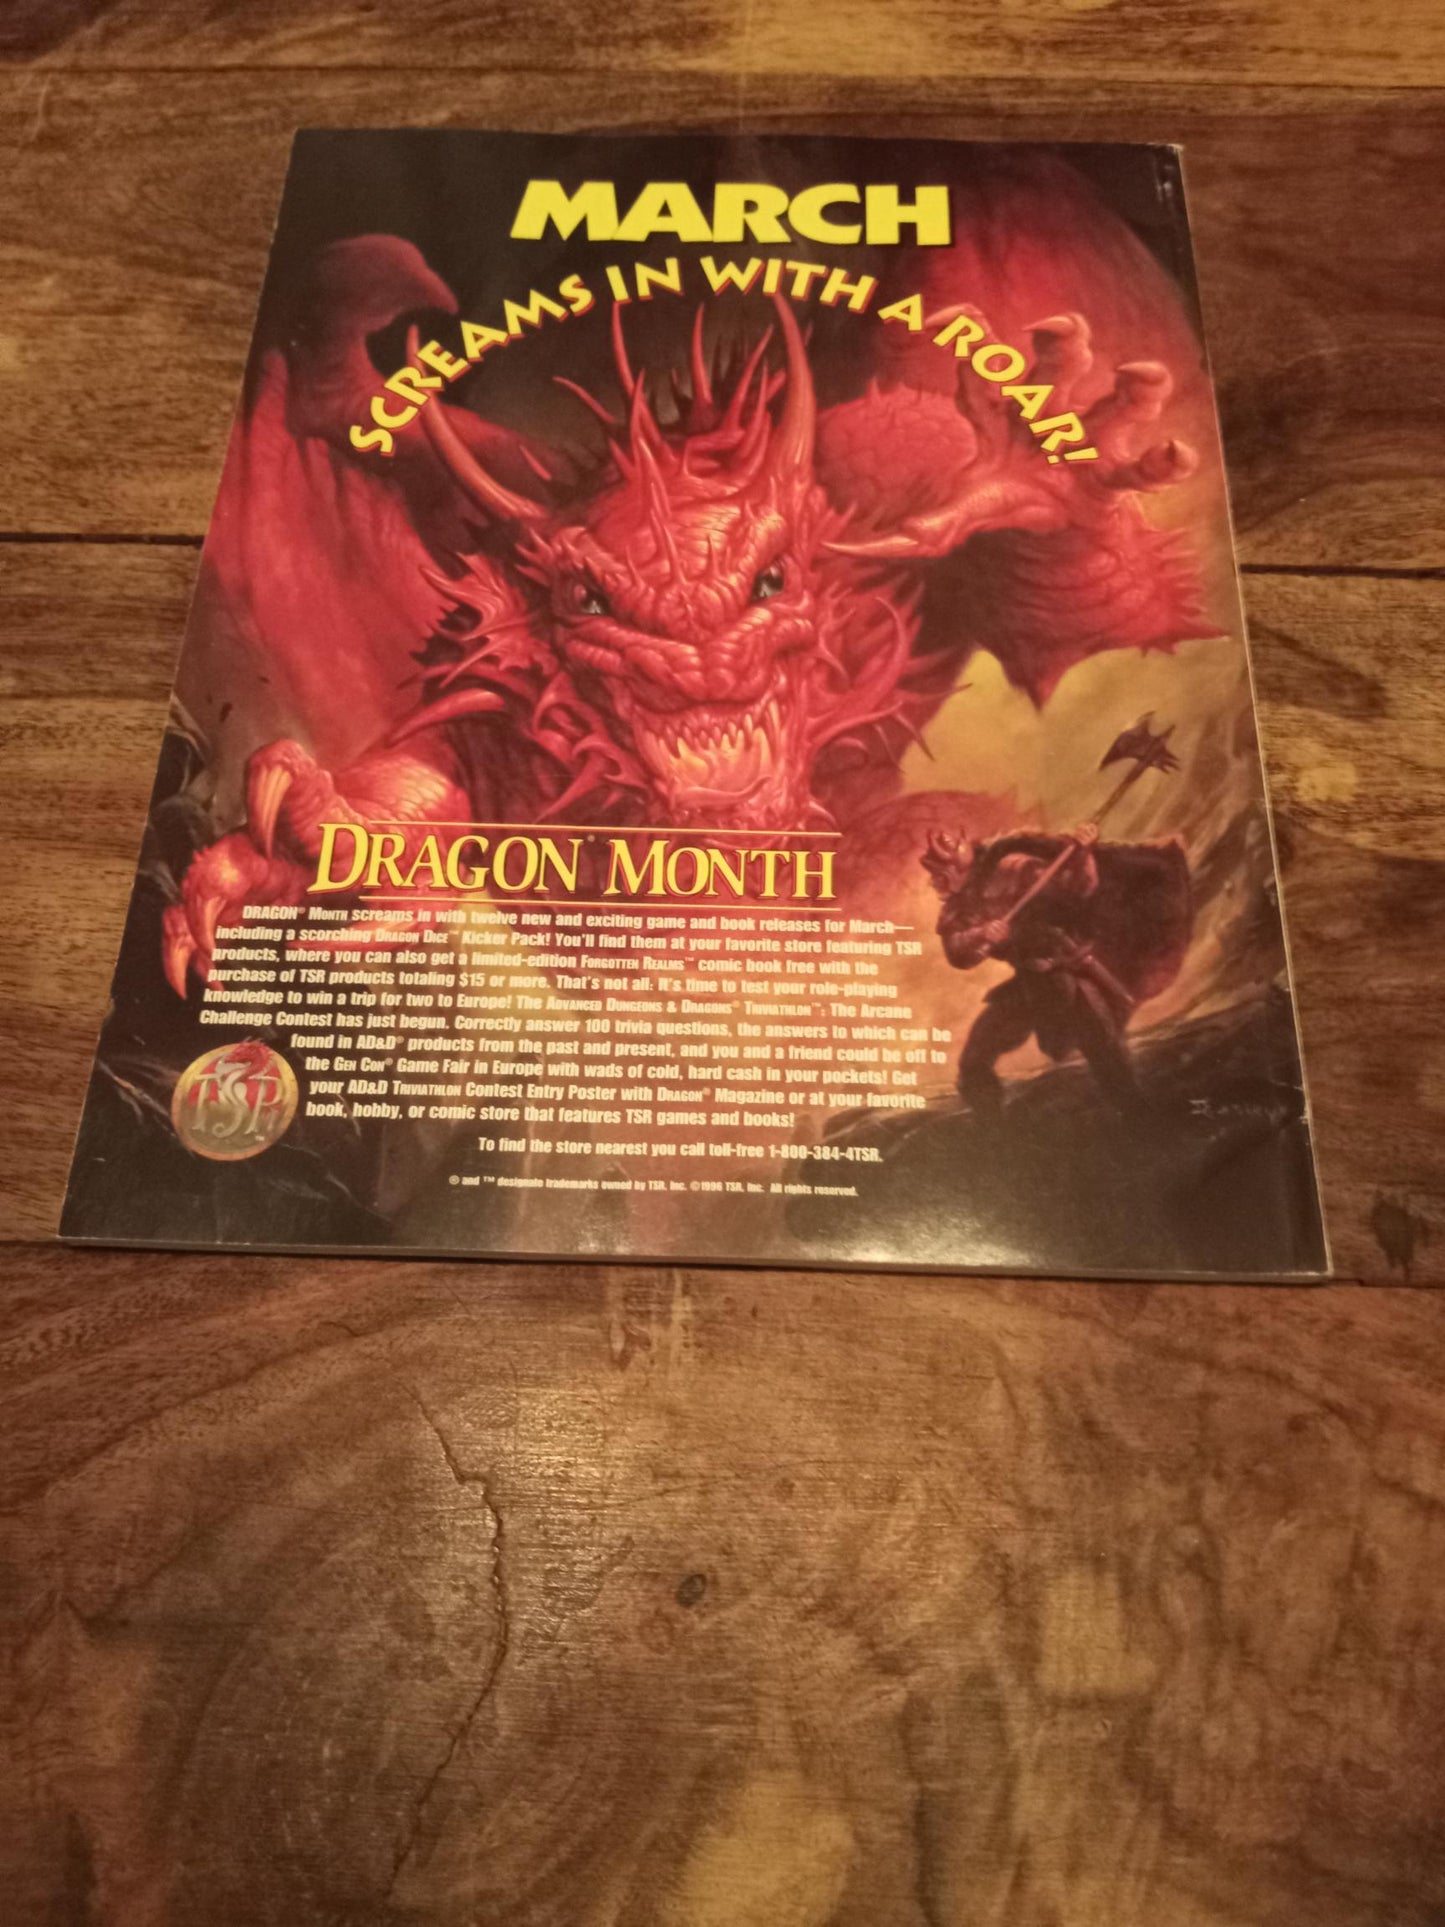 MARCH
SCREAMS IN WITH A ROAR!
DRAGON® MONTH
DRAGON® MONTH screams in with twelve new and exciting game and book releases for March—
including a scorching DRAGON DICE™ Kicker Pack! You'll find them at your favorite store featuring TSR
products, where you can also get a limited-edition FORGOTTEN REALMS™ comic book free with the
purchase of TSR products totaling $15 or more. That's not all: It's time to test your role-playing
knowledge to win a trip for two to Europe! The ADVANCED DUNGEONS & DRAGONS® TRIVIATHLON™: The Arcane
Challenge Contest has just begun. Correctly answer 100 trivia questions, the answers to which can be
found in AD&D® products from the past and present, and you and a friend could be off to
the GEN CON® Game Fair in Europe with wads of cold, hard cash in your pockets! Get
your AD&D TRIVIATHLON Contest Entry Poster with DRAGON® Magazine or at your favorite
book, hobby, or comic store that features TSR games and books!
TSR™
To find the store nearest you call toll-free 1-800-384-4TSR.
® and ™ designate trademarks owned by TSR, Inc. ©1996 TSR, Inc. All rights reserved.